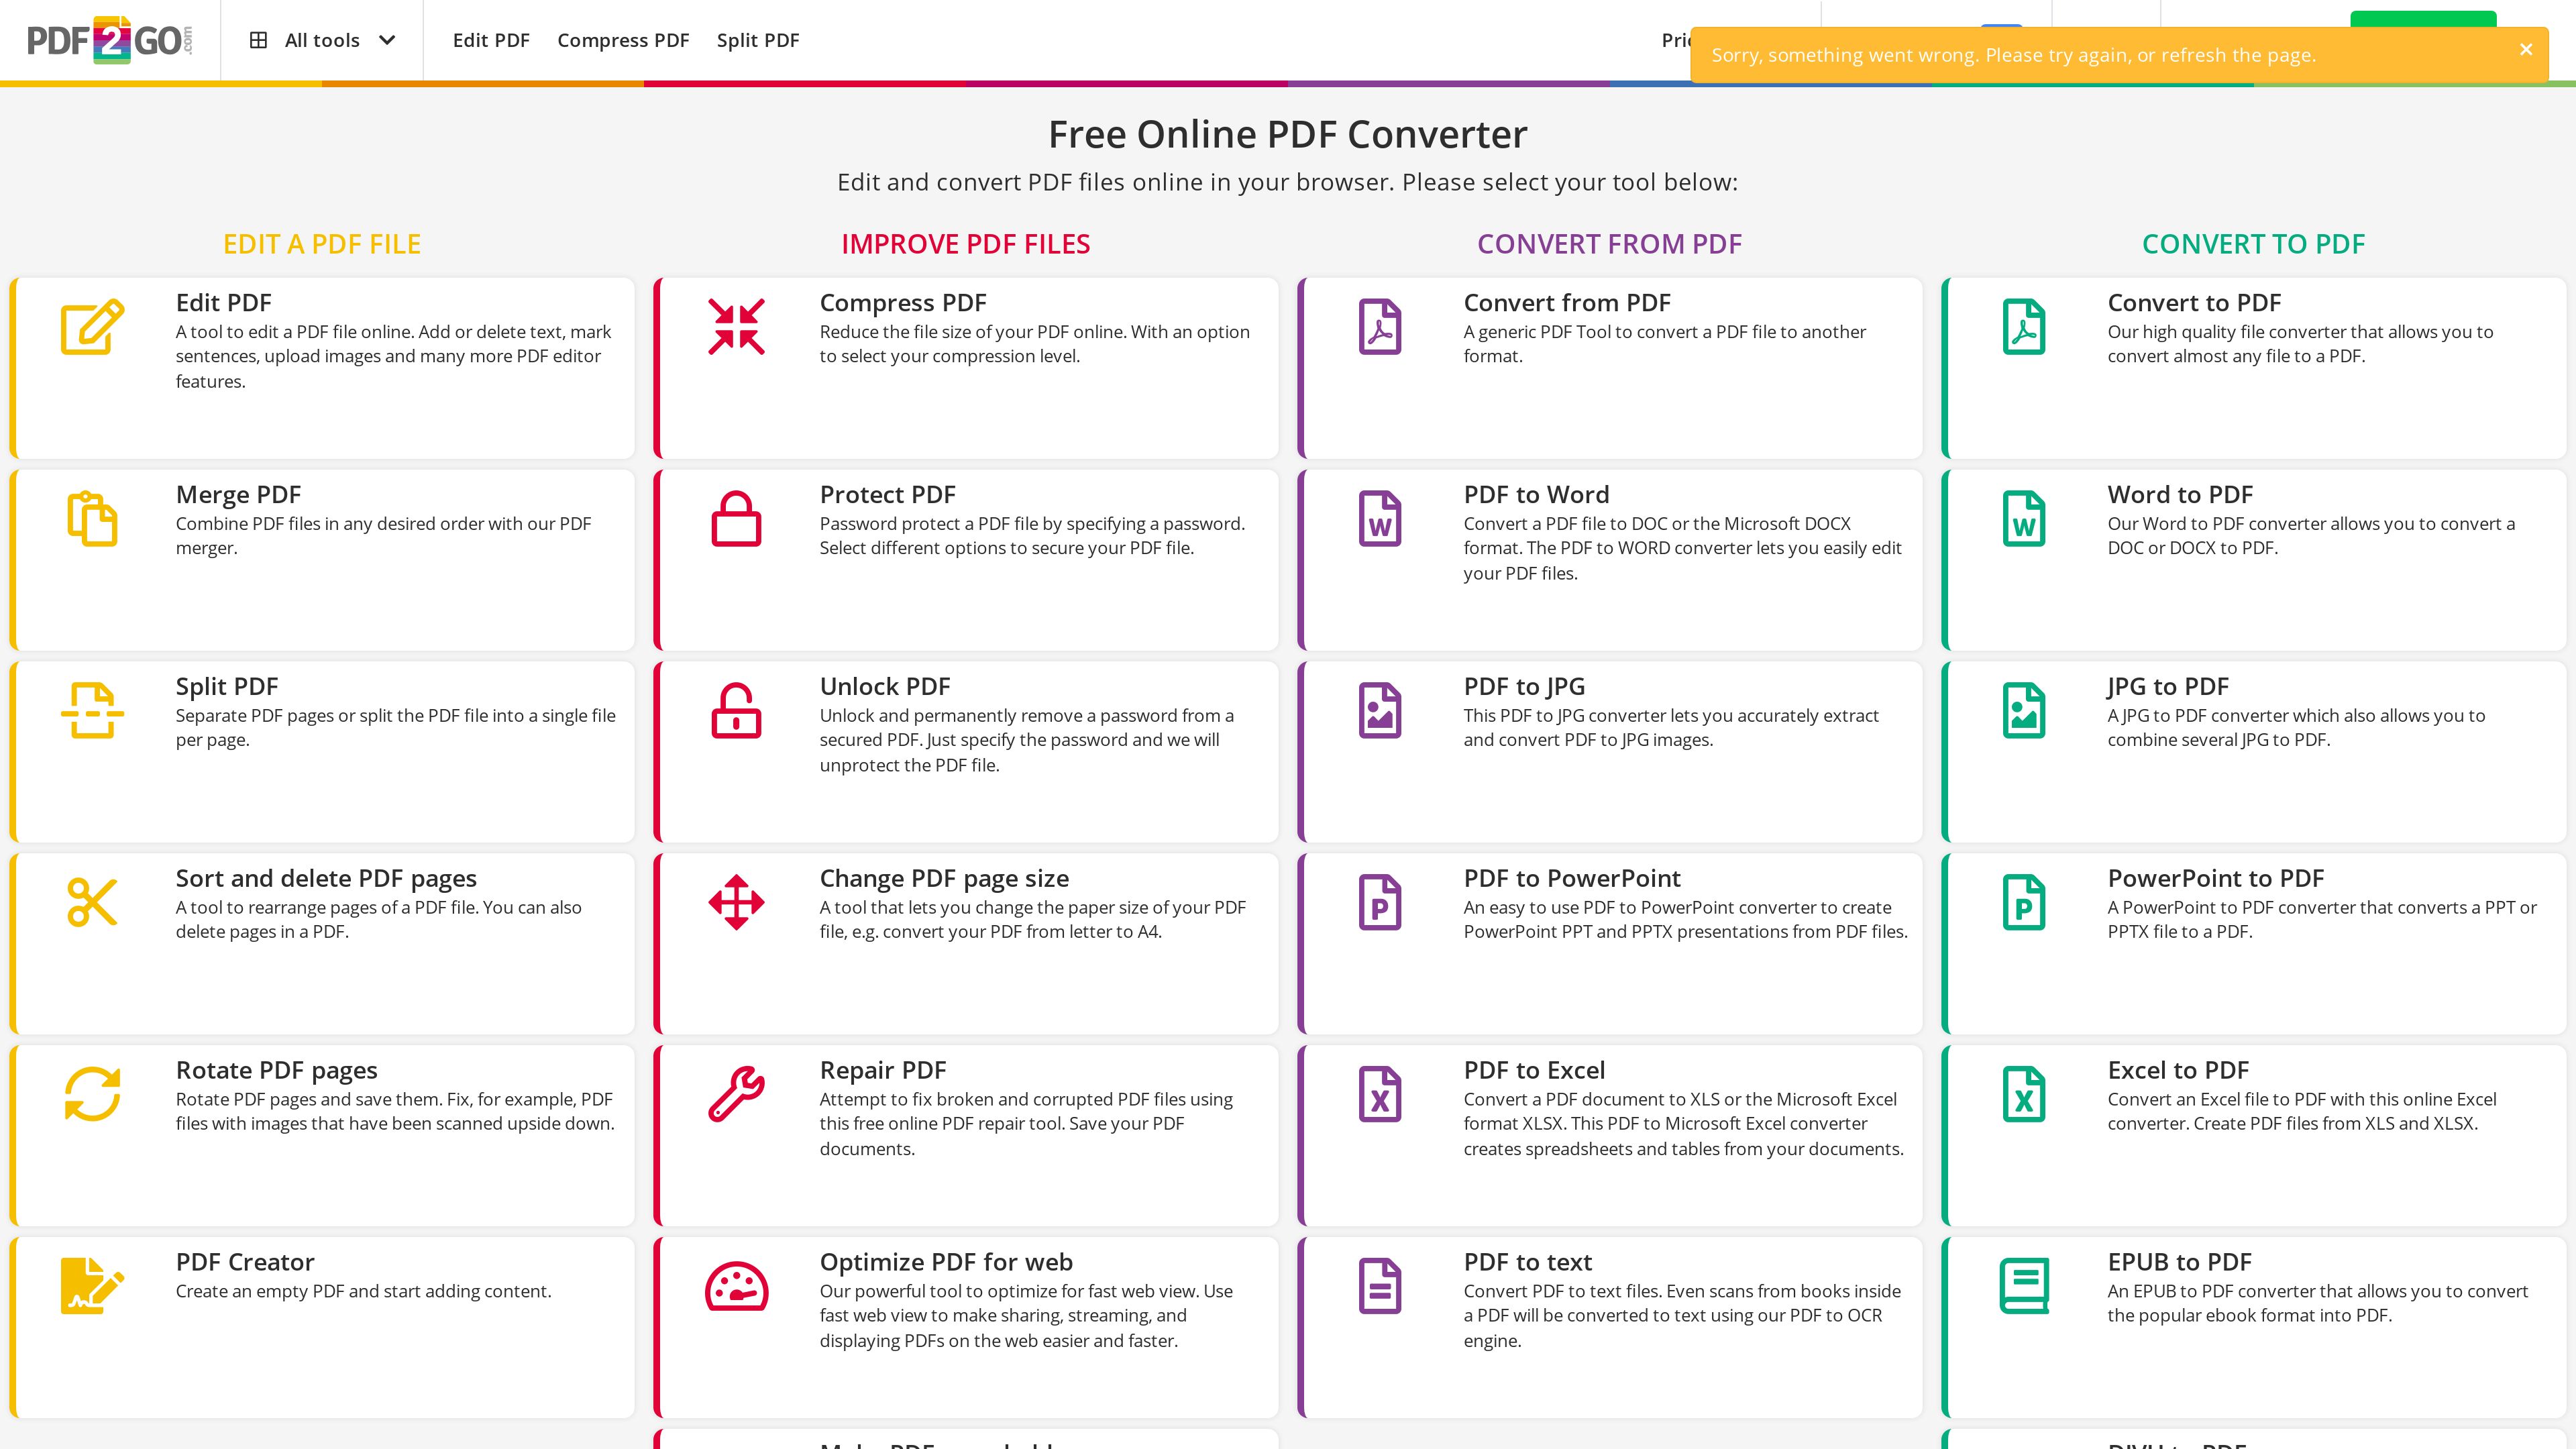 PDF2GO.com
All tools
Edit PDF
Compress PDF
Split PDF
Sorry, something went wrong. Please try again, or refresh the page.
Free Online PDF Converter
Edit and convert PDF files online in your browser. Please select your tool below:
EDIT A PDF FILE
Edit PDF
A tool to edit a PDF file online. Add or delete text, mark
sentences, upload images and many more PDF editor
features.
Merge PDF
Combine PDF files in any desired order with our PDF
merger.
Split PDF
Separate PDF pages or split the PDF file into a single file
per page.
Sort and delete PDF pages
A tool to rearrange pages of a PDF file. You can also
delete pages in a PDF.
Rotate PDF pages
Rotate PDF pages and save them. Fix, for example, PDF
files with images that have been scanned upside down.
PDF Creator
Create an empty PDF and start adding content.
IMPROVE PDF FILES
Compress PDF
Reduce the file size of your PDF online. With an option
to select your compression level.
Protect PDF
Password protect a PDF file by specifying a password.
Select different options to secure your PDF file.
Unlock PDF
Unlock and permanently remove a password from a
secured PDF. Just specify the password and we will
unprotect the PDF file.
Change PDF page size
A tool that lets you change the paper size of your PDF
file, e.g. convert your PDF from letter to A4.
Repair PDF
Attempt to fix broken and corrupted PDF files using
this free online PDF repair tool. Save your PDF
documents.
Optimize PDF for web
Our powerful tool to optimize for fast web view. Use
fast web view to make sharing, streaming, and
displaying PDFs on the web easier and faster.
CONVERT FROM PDF
Convert from PDF
A generic PDF Tool to convert a PDF file to another
format.
PDF to Word
Convert a PDF file to DOC or the Microsoft DOCX
format. The PDF to WORD converter lets you easily edit
your PDF files.
PDF to JPG
This PDF to JPG converter lets you accurately extract
and convert PDF to JPG images.
PDF to PowerPoint
An easy to use PDF to PowerPoint converter to create
PowerPoint PPT and PPTX presentations from PDF files.
PDF to Excel
Convert a PDF document to XLS or the Microsoft Excel
format XLSX. This PDF to Microsoft Excel converter
creates spreadsheets and tables from your documents.
PDF to text
Convert PDF to text files. Even scans from books inside
a PDF will be converted to text using our PDF to OCR
engine.
CONVERT TO PDF
Convert to PDF
Our high quality file converter that allows you to
convert almost any file to a PDF.
Word to PDF
Our Word to PDF converter allows you to convert a
DOC or DOCX to PDF.
JPG to PDF
A JPG to PDF converter which also allows you to
combine several JPG to PDF.
PowerPoint to PDF
A PowerPoint to PDF converter that converts a PPT or
PPTX file to a PDF.
Excel to PDF
Convert an Excel file to PDF with this online Excel
converter. Create PDF files from XLS and XLSX.
EPUB to PDF
An EPUB to PDF converter that allows you to convert
the popular ebook format into PDF.